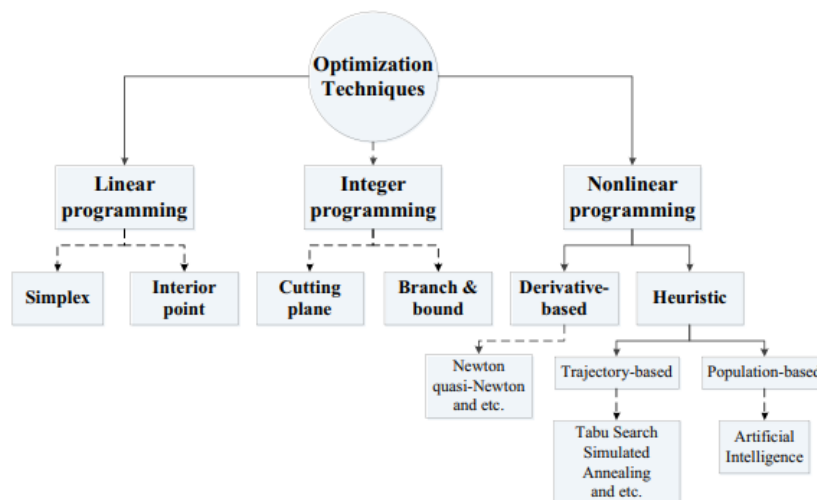 Optimization
Techniques
Linear
programming
Integer
programming
Nonlinear
programming
Simplex
Interior
point
Cutting
plane
Branch &
bound
Derivative-
based
Heuristic
Newton
quasi-Newton
and etc.
Trajectory-based
Population-based
Tabu Search
Simulated
Annealing
and etc.
Artificial
Intelligence